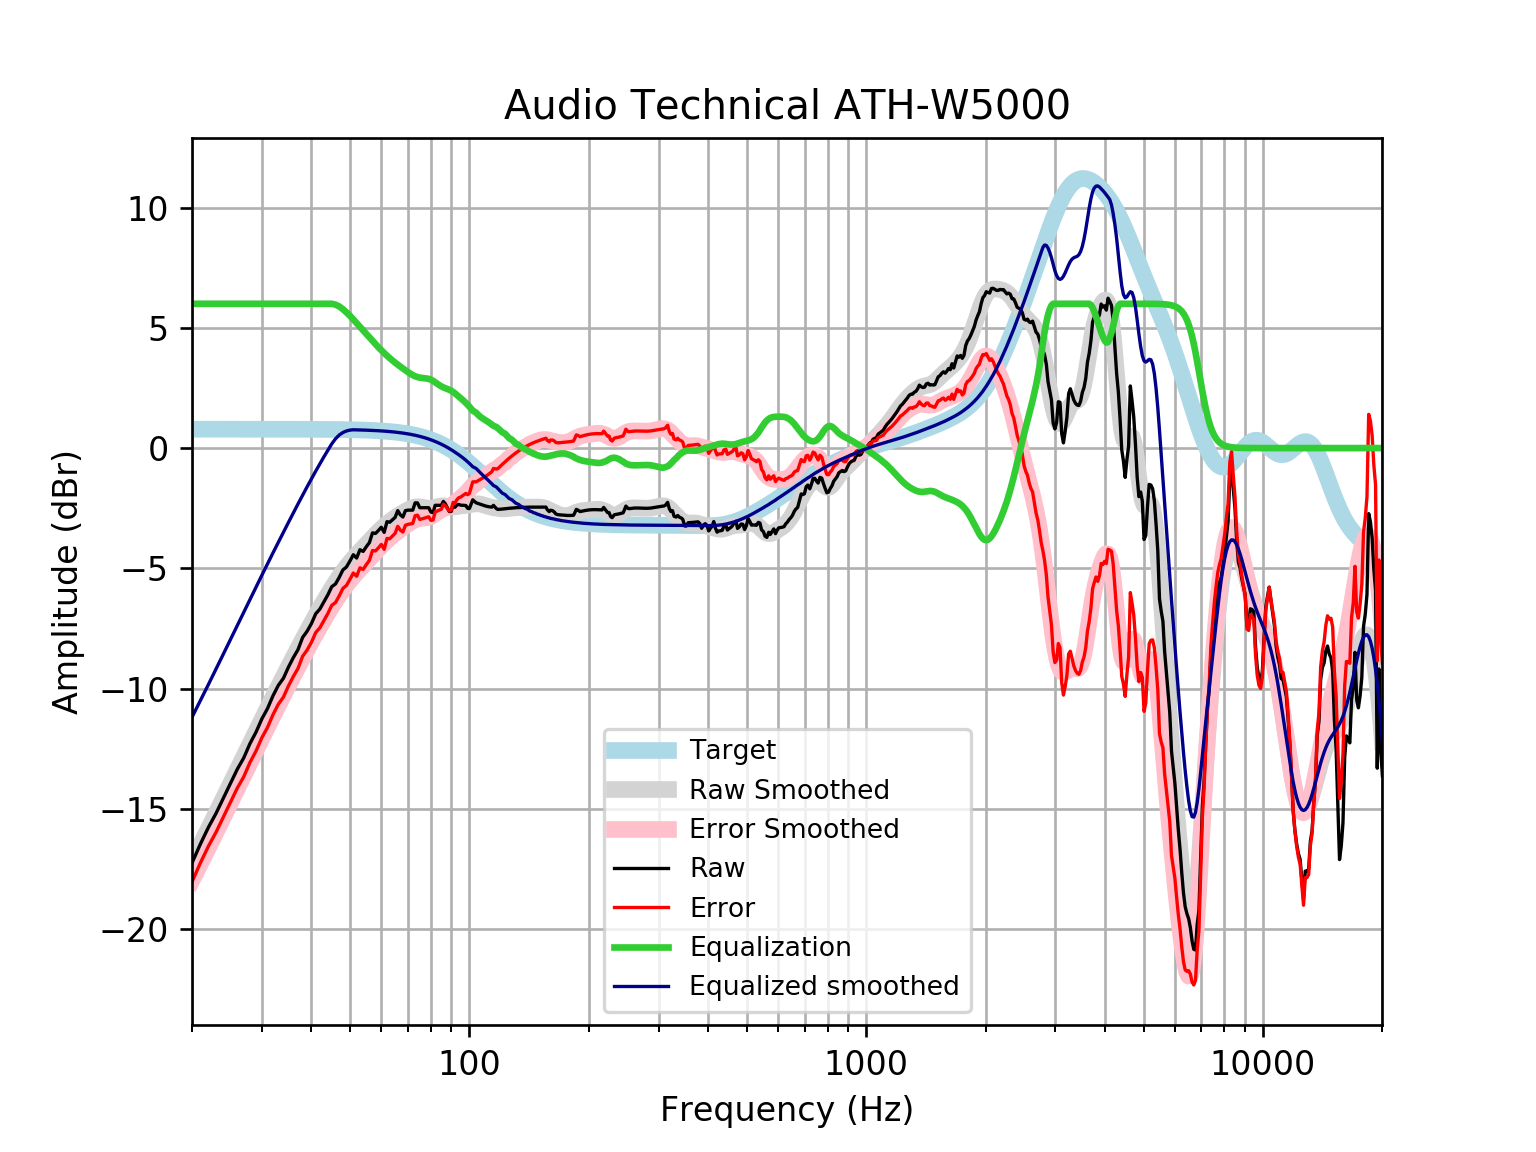 Audio Technical ATH-W5000
10
5
0
−5
−10
−15
−20
Amplitude (dBr)
Target
Raw Smoothed
Error Smoothed
Raw
Error
Equalization
Equalized smoothed
100
1000
10000
Frequency (Hz)